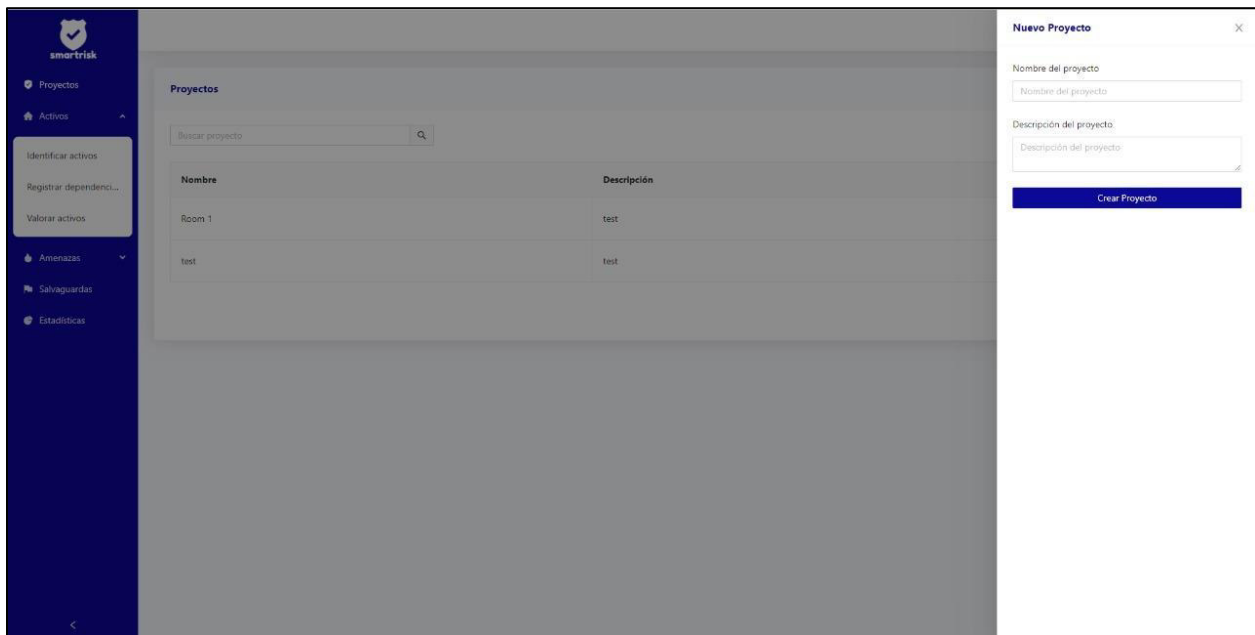 smartrisk
Proyectos
Activos
Identificar activos
Registrar dependenci...
Valorar activos
Amenazas
Salvaguardas
Estadísticas
Proyectos
Buscar proyecto
Nombre
Descripción
Room 1
test
test
test
Nuevo Proyecto
Nombre del proyecto
Nombre del proyecto
Descripción del proyecto
Descripción del proyecto
Crear Proyecto